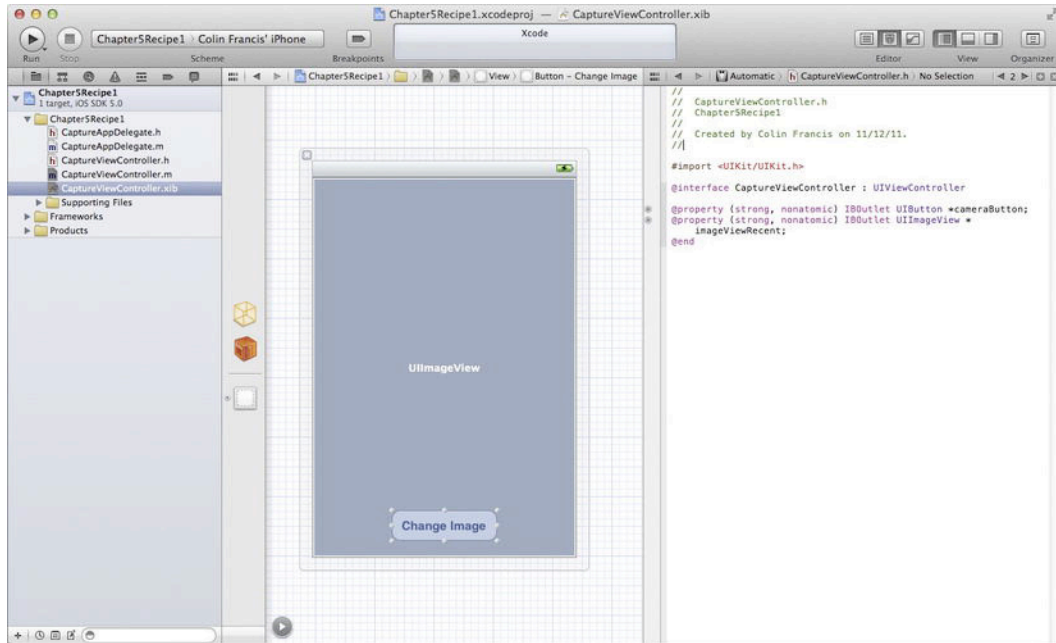 Chapter5Recipe1.xcodeproj — CaptureViewController.xib
Chapter5Recipe1 › Colin Francis' iPhone
Xcode
Run
Stop
Scheme
Breakpoints
Editor
View
Organizer
Chapter5Recipe1
View
Button - Change Image
Automatic
CaptureViewController.h
No Selection
2
Chapter5Recipe1
1 target, iOS SDK 5.0
Chapter5Recipe1
CaptureAppDelegate.h
CaptureAppDelegate.m
CaptureViewController.h
CaptureViewController.m
CaptureViewController.xib
Supporting Files
Frameworks
Products
UIImageView
Change Image
//
// CaptureViewController.h
// Chapter5Recipe1
//
// Created by Colin Francis on 11/12/11.
//
#import <UIKit/UIKit.h>
@interface CaptureViewController : UIViewController
@property (strong, nonatomic) IBOutlet UIButton *cameraButton;
@property (strong, nonatomic) IBOutlet UIImageView *
imageViewRecent;
@end